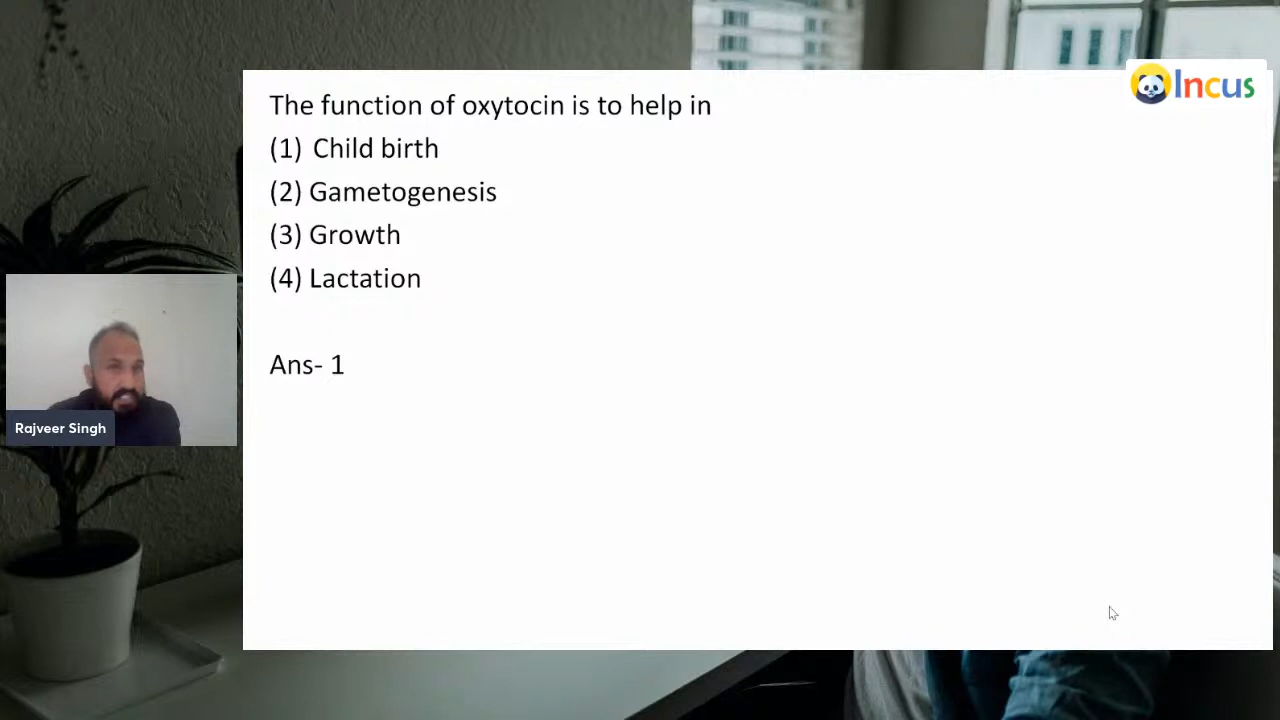 Incus
The function of oxytocin is to help in
(1) Child birth
(2) Gametogenesis
(3) Growth
(4) Lactation
Ans- 1
Rajveer Singh